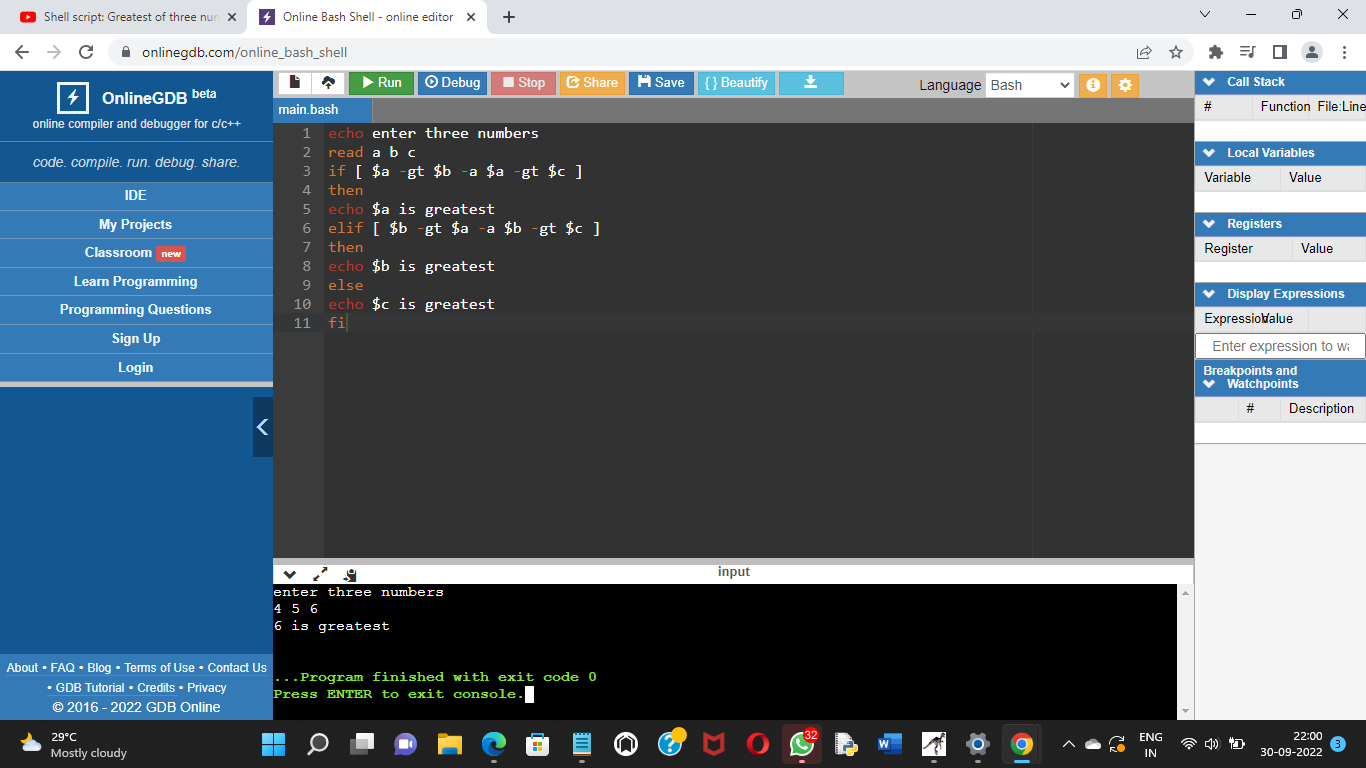 Shell script: Greatest of three nun
Online Bash Shell - online editor
onlinegdb.com/online_bash_shell
OnlineGDB beta
online compiler and debugger for c/c++
code. compile. run. debug. share.
IDE
My Projects
Classroom new
Learn Programming
Programming Questions
Sign Up
Login
About • FAQ • Blog • Terms of Use • Contact Us
• GDB Tutorial • Credits • Privacy
© 2016 - 2022 GDB Online
Run Debug Stop Share Save { } Beautify
Language Bash
main.bash
1 echo enter three numbers
2 read a b c
3 if [ $a -gt $b -a $a -gt $c ]
4 then
5 echo $a is greatest
6 elif [ $b -gt $a -a $b -gt $c ]
7 then
8 echo $b is greatest
9 else
10 echo $c is greatest
11 fi
input
enter three numbers
4 5 6
6 is greatest
...Program finished with exit code 0
Press ENTER to exit console.
Call Stack
# Function File:Line
Local Variables
Variable Value
Registers
Register Value
Display Expressions
Expression Value
Enter expression to wa
Breakpoints and
Watchpoints
# Description
29°C
Mostly cloudy
32
ENG
IN
22:00
30-09-2022
3